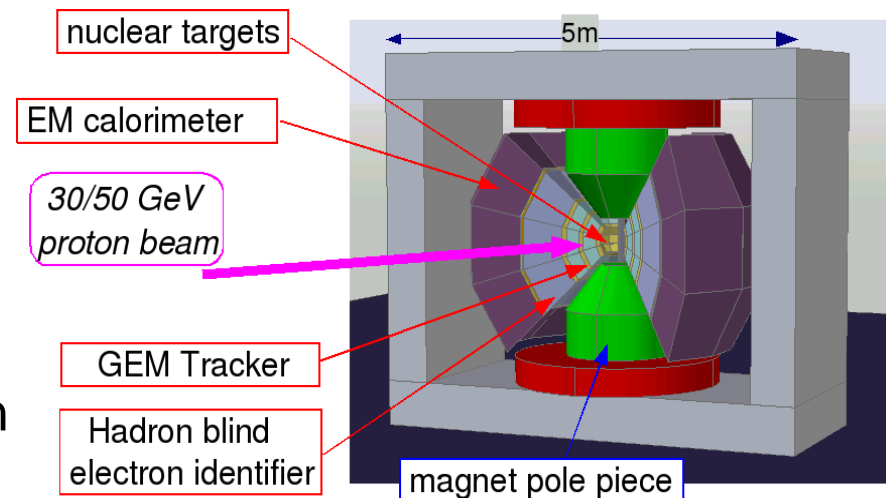 nuclear targets
5m
EM calorimeter
30/50 GeV
proton beam
GEM Tracker
n
Hadron blind
electron identifier
magnet pole piece